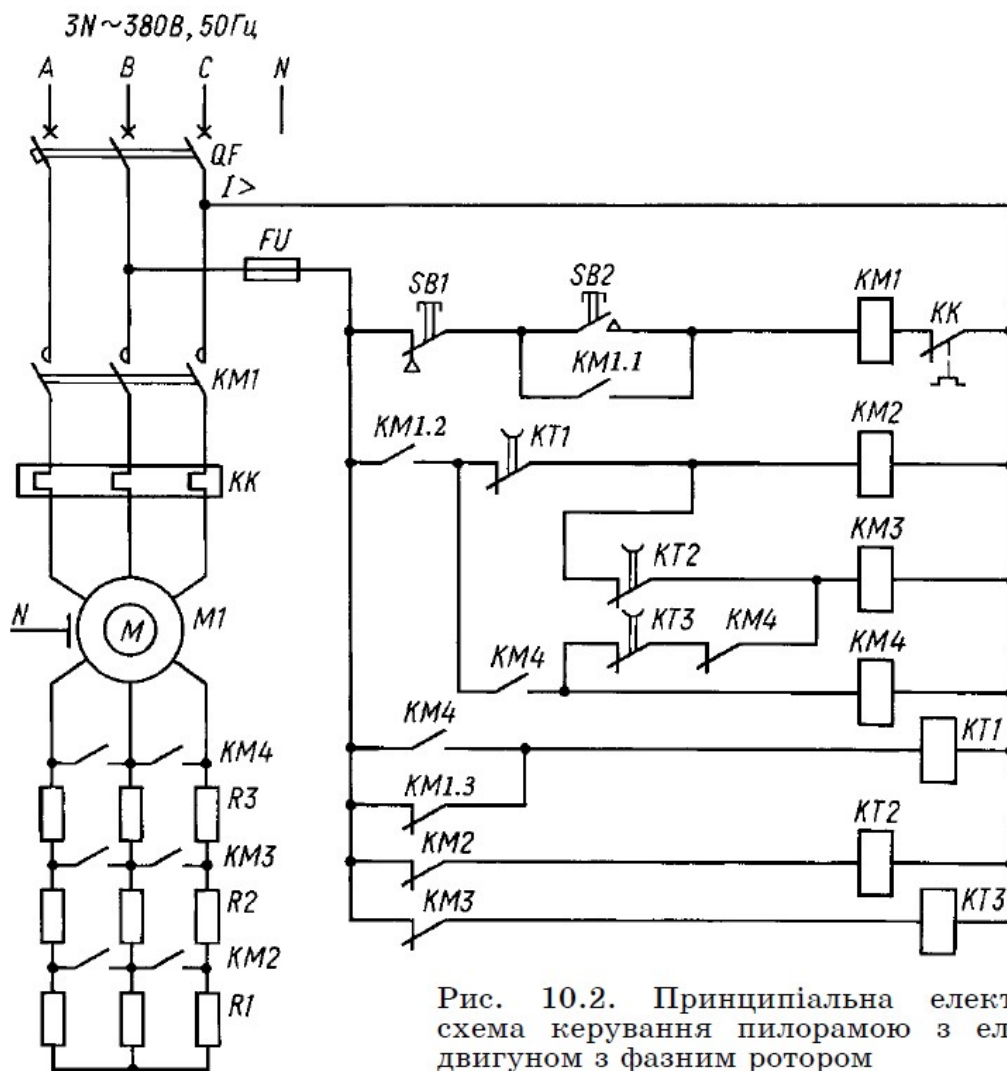 3N~380В, 50Гц
A B C N
QF
I>
FU
SB1 SB2 KM1 KK
KM1
KM1.1
KM1.2 KT1 KM2
KK
KT2 KM3
N M M1
KT3 KM4
KM4 KM4
KM4
KM4 KT1
R3
KM1.3
KM3
KM2 KT2
R2
KM3 KT3
KM2
R1
Рис. 10.2. Принципіальна елект
схема керування пилорамою з ел
двигуном з фазним ротором